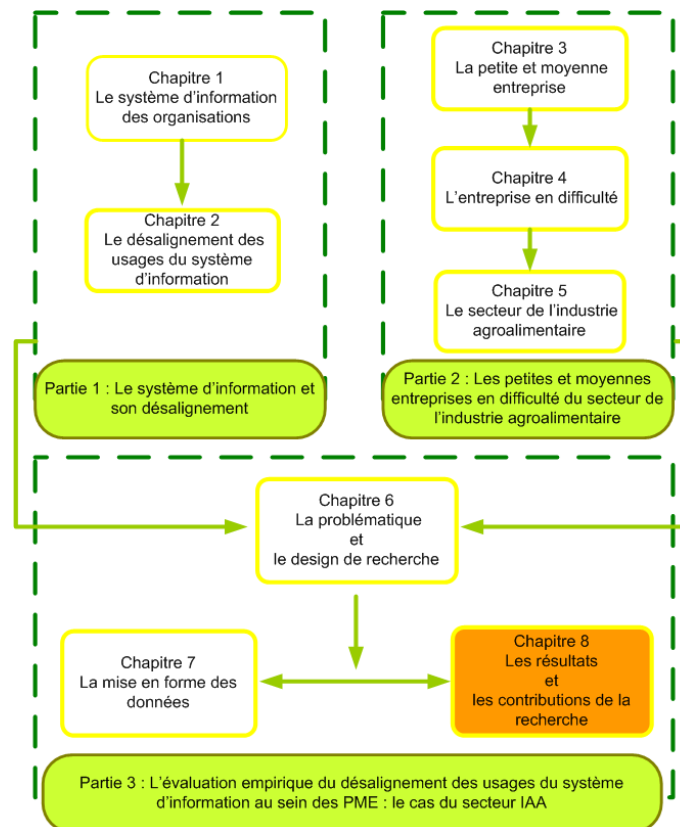 Chapitre 1
Le système d'information
des organisations
Chapitre 2
Le désalignement des
usages du système
d'information
Partie 1 : Le système d'information et
son désalignement
Chapitre 3
La petite et moyenne
entreprise
Chapitre 4
L'entreprise en difficulté
Chapitre 5
Le secteur de l'industrie
agroalimentaire
Partie 2 : Les petites et moyennes
entreprises en difficulté du secteur de
l'industrie agroalimentaire
Chapitre 6
La problématique
et
le design de recherche
Chapitre 7
La mise en forme des
données
Chapitre 8
Les résultats
et
les contributions de la
recherche
Partie 3 : L'évaluation empirique du désalignement des usages du système
d'information au sein des PME : le cas du secteur IAA